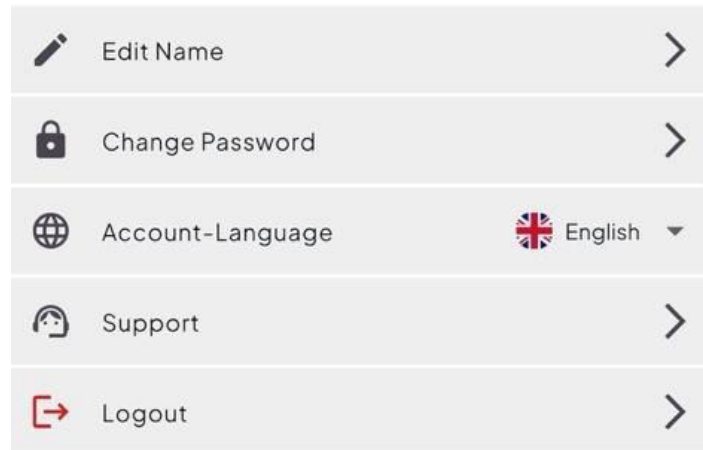 Edit Name
Change Password
Account-Language
English
Support
Logout